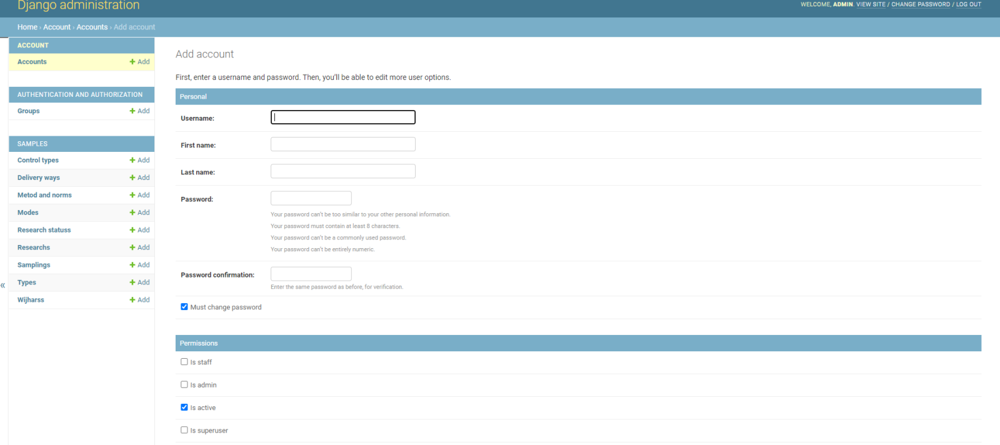 Django administration
WELCOME, ADMIN. VIEW SITE / CHANGE PASSWORD / LOG OUT
Home › Account › Accounts › Add account
ACCOUNT
Accounts + Add
AUTHENTICATION AND AUTHORIZATION
Groups + Add
SAMPLES
Control types + Add
Delivery ways + Add
Metod and norms + Add
Modes + Add
Research statuss + Add
Researchs + Add
Samplings + Add
Types + Add
Wijharss + Add
«
Add account
First, enter a username and password. Then, you'll be able to edit more user options.
Personal
Username:
First name:
Last name:
Password:
Your password can't be too similar to your other personal information.
Your password must contain at least 8 characters.
Your password can't be a commonly used password.
Your password can't be entirely numeric.
Password confirmation:
Enter the same password as before, for verification.
Must change password
Permissions
Is staff
Is admin
Is active
Is superuser